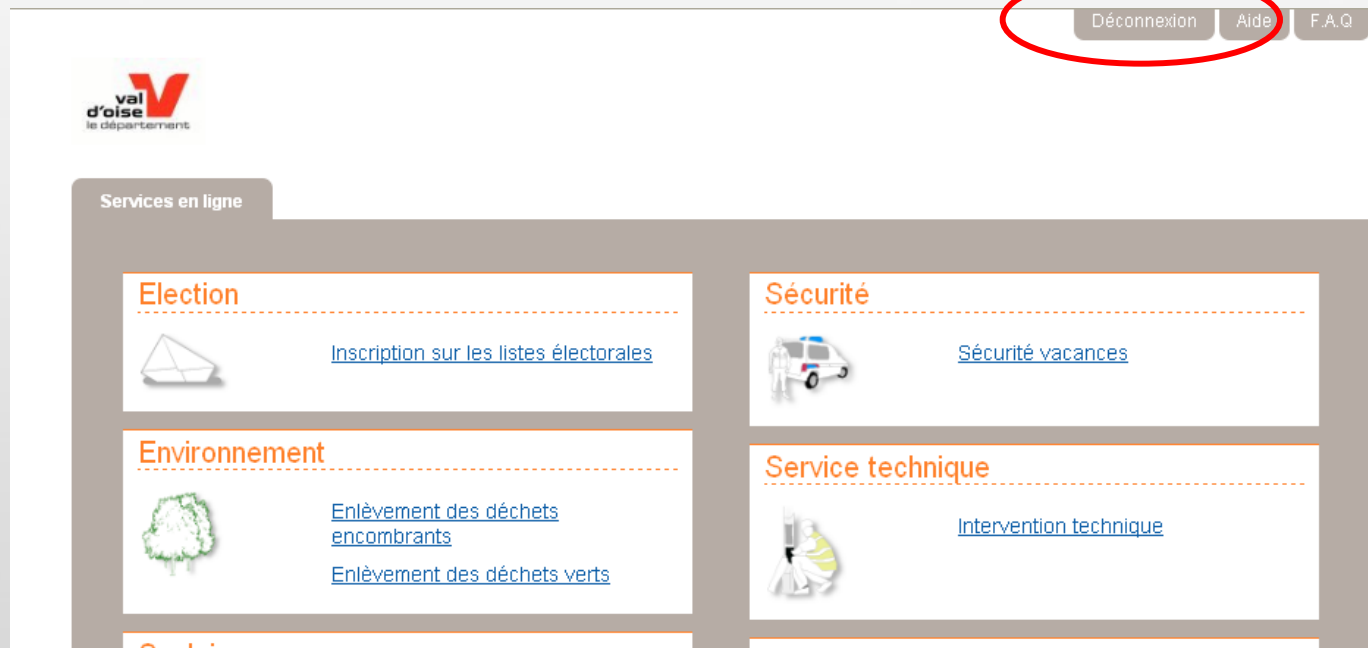 Déconnexion Aide F.A.Q
val
d'oise
le département
Services en ligne
Election
Inscription sur les listes électorales
Environnement
Enlèvement des déchets
encombrants
Enlèvement des déchets verts
Sécurité
Sécurité vacances
Service technique
Intervention technique